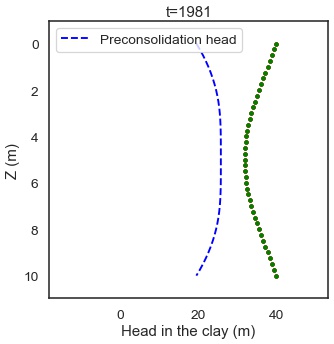 t=1981
Preconsolidation head
0
2
4
6
8
10
Z (m)
0 20 40
Head in the clay (m)